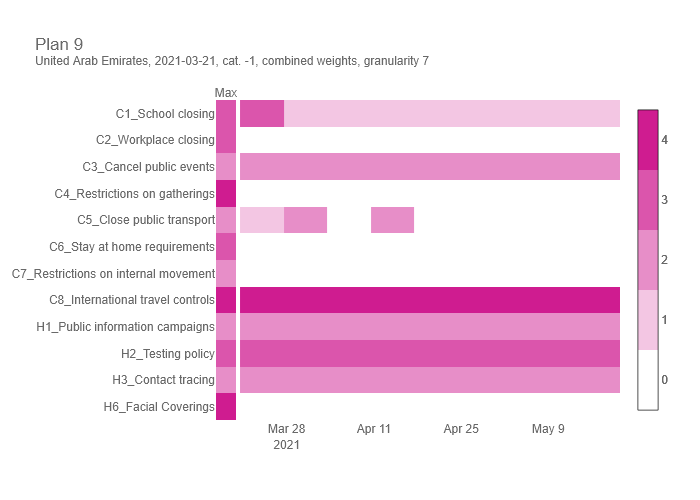 Plan 9
United Arab Emirates, 2021-03-21, cat. -1, combined weights, granularity 7
Max
C1_School closing
C2_Workplace closing
C3_Cancel public events
C4_Restrictions on gatherings
C5_Close public transport
C6_Stay at home requirements
C7_Restrictions on internal movement
C8_International travel controls
H1_Public information campaigns
H2_Testing policy
H3_Contact tracing
H6_Facial Coverings
4
3
2
1
0
Mar 28 Apr 11 Apr 25 May 9
2021